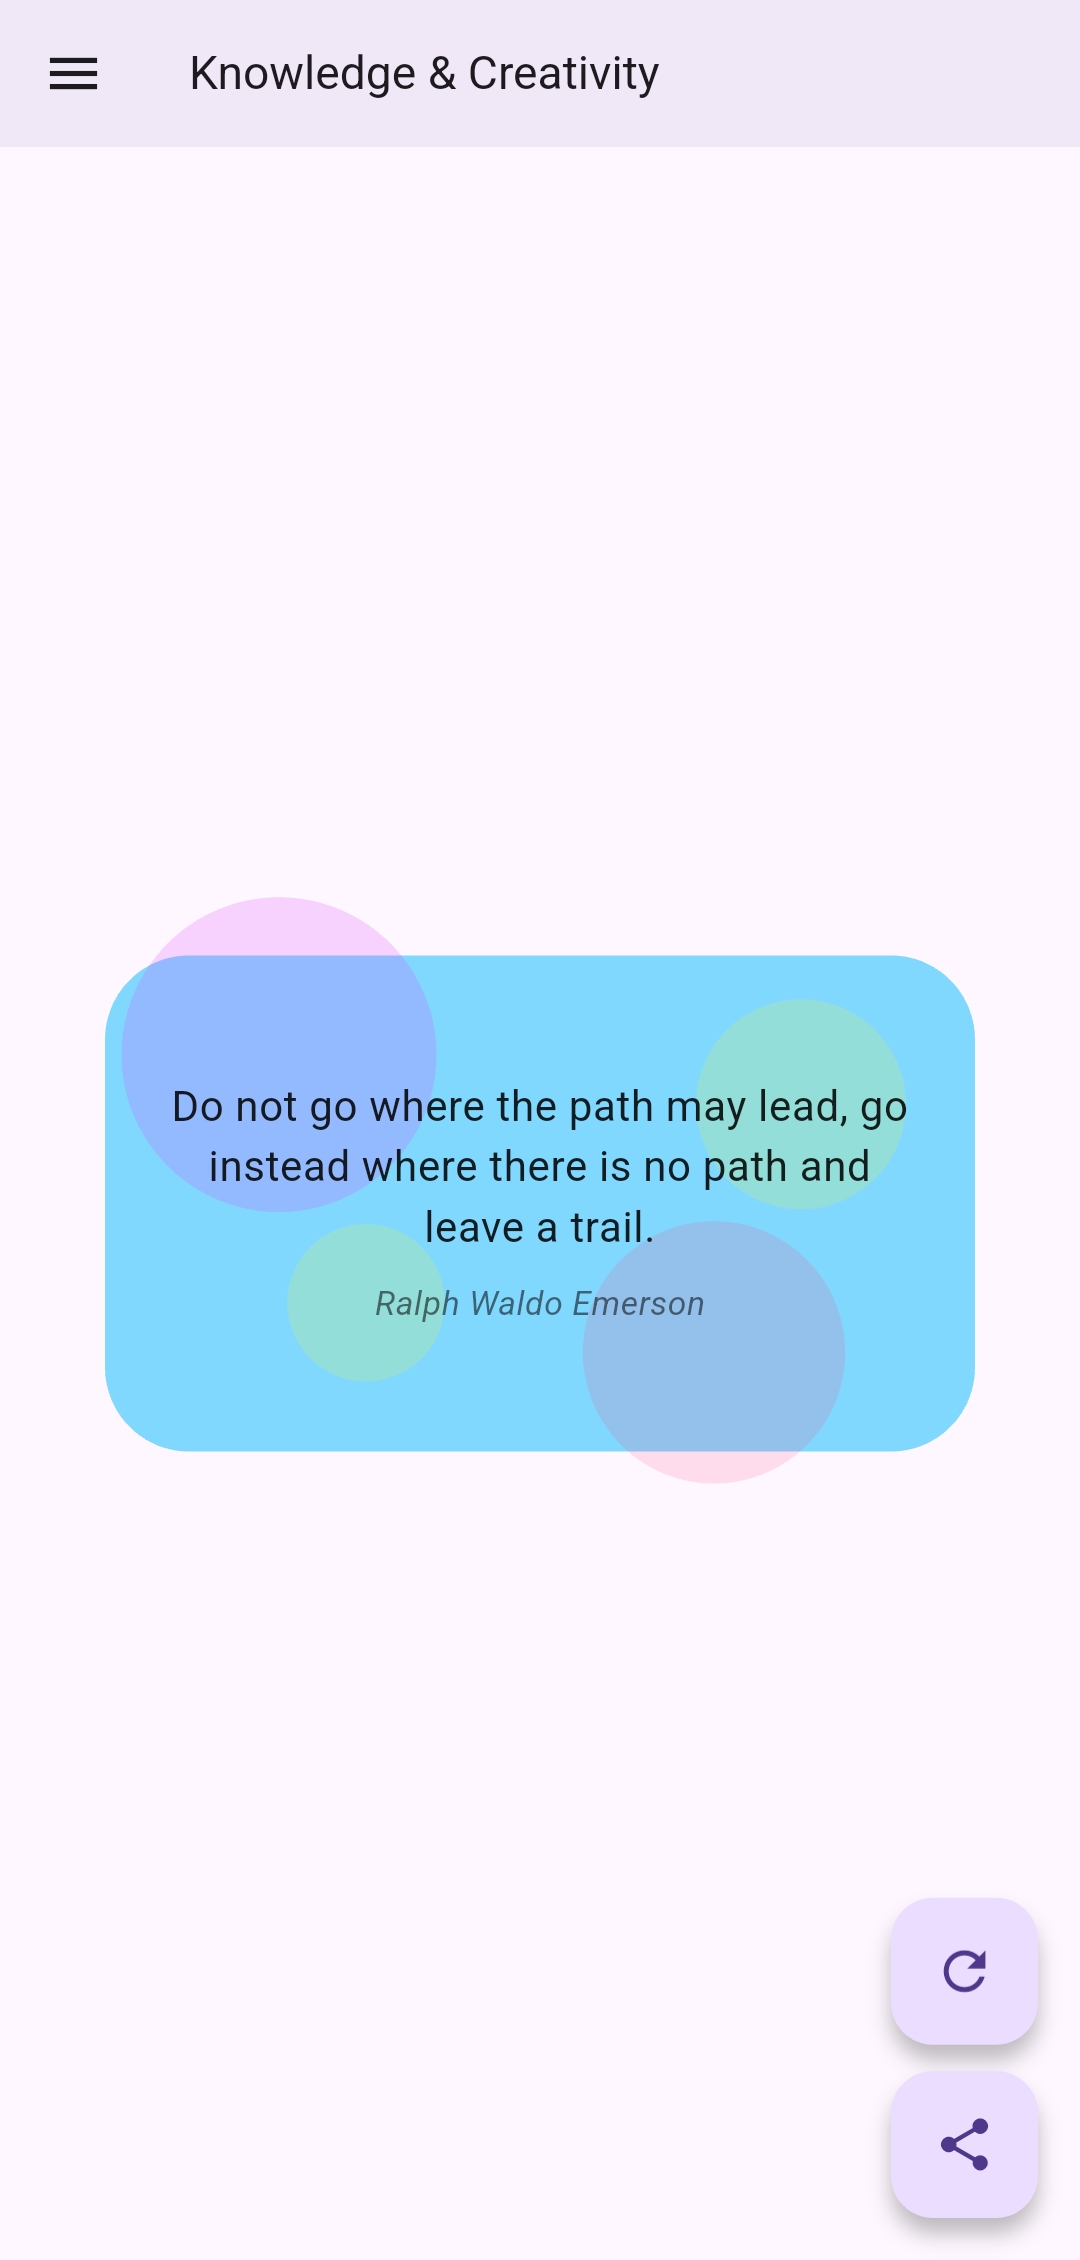 Knowledge & Creativity
Do not go where the path may lead, go
instead where there is no path and
leave a trail.
Ralph Waldo Emerson